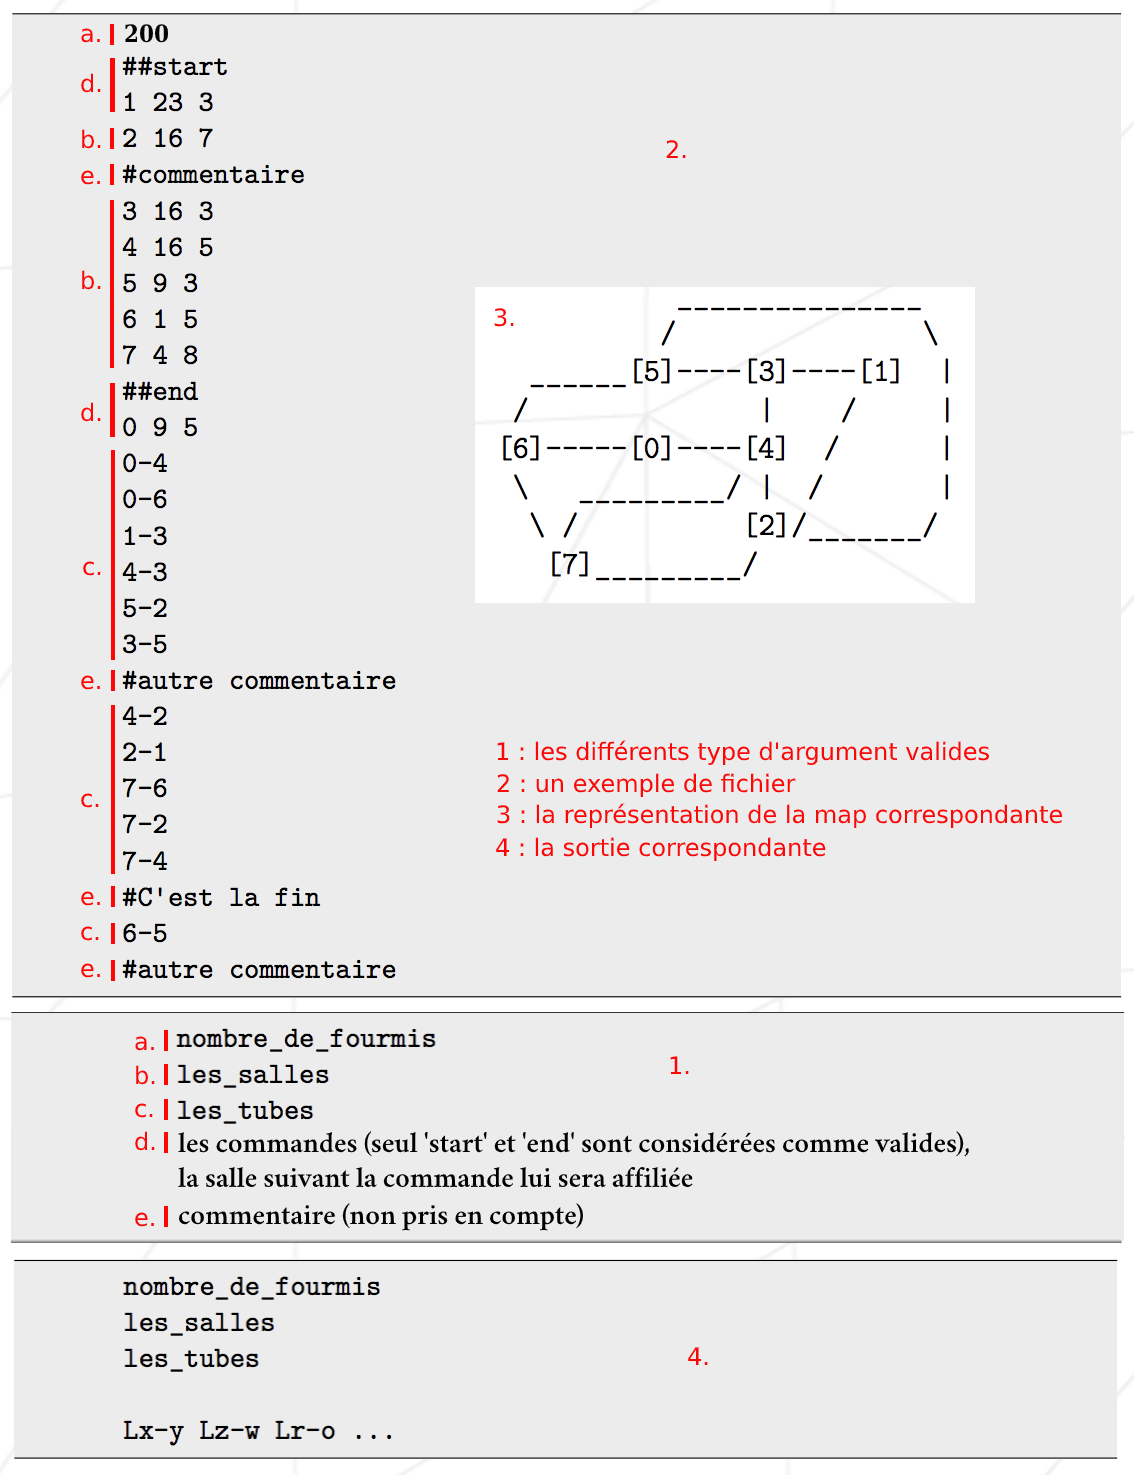 a. 200
d. ##start
1 23 3
b. 2 16 7
2.
e. #commentaire
b. 3 16 3
4 16 5
5 9 3
6 1 5
7 4 8
d. ##end
0 9 5
c. 0-4
0-6
1-3
4-3
5-2
3-5
e. #autre commentaire
c. 4-2
2-1
7-6
7-2
7-4
e. #C'est la fin
c. 6-5
e. #autre commentaire
3.
_______________
/ \
______[5]----[3]----[1] |
/ | / |
[6]-----[0]----[4] / |
\ _________/ | / |
\ / [2]/_______/
[7]_________/
1 : les différents type d'argument valides
2 : un exemple de fichier
3 : la représentation de la map correspondante
4 : la sortie correspondante
a. nombre_de_fourmis
1.
b. les_salles
c. les_tubes
d. les commandes (seul 'start' et 'end' sont considérées comme valides),
la salle suivant la commande lui sera affiliée
e. commentaire (non pris en compte)
nombre_de_fourmis
les_salles
les_tubes
4.
Lx-y Lz-w Lr-o ...